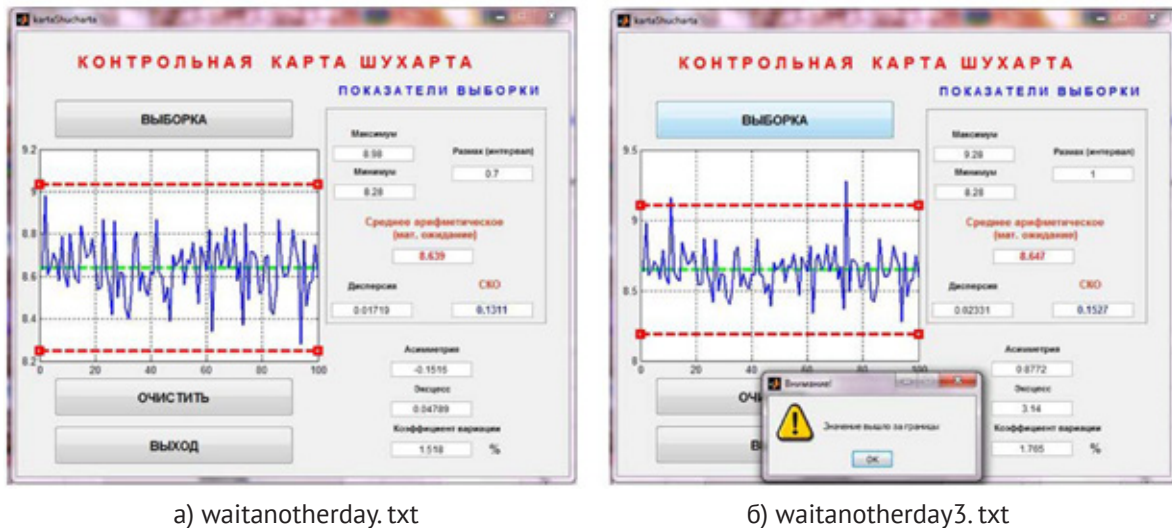 kartaShucharta
КОНТРОЛЬНАЯ КАРТА ШУХАРТА
ПОКАЗАТЕЛИ ВЫБОРКИ
ВЫБОРКА
Максимум
8.98
Размах (интервал)
0.7
Минимум
8.28
Среднее арифметическое
(мат. ожидание)
8.639
Дисперсия
СКО
0.01719
0.1311
9.2
9
8.8
8.6
8.4
8.2
0 20 40 60 80 100
Асимметрия
-0.1515
Эксцесс
0.04789
Коэффициент вариации
1.518 %
ОЧИСТИТЬ
ВЫХОД
а) waitanotherday. txt
kartaShucharta
КОНТРОЛЬНАЯ КАРТА ШУХАРТА
ПОКАЗАТЕЛИ ВЫБОРКИ
ВЫБОРКА
Максимум
9.28
Размах (интервал)
1
Минимум
8.28
Среднее арифметическое
(мат. ожидание)
8.647
Дисперсия
СКО
0.02331
0.1527
9.5
9
8.5
8
0 20 40 60 80 100
Асимметрия
0.8772
Эксцесс
3.14
Коэффициент вариации
1.765 %
Внимание!
Значение вышло за границы
OK
б) waitanotherday3. txt